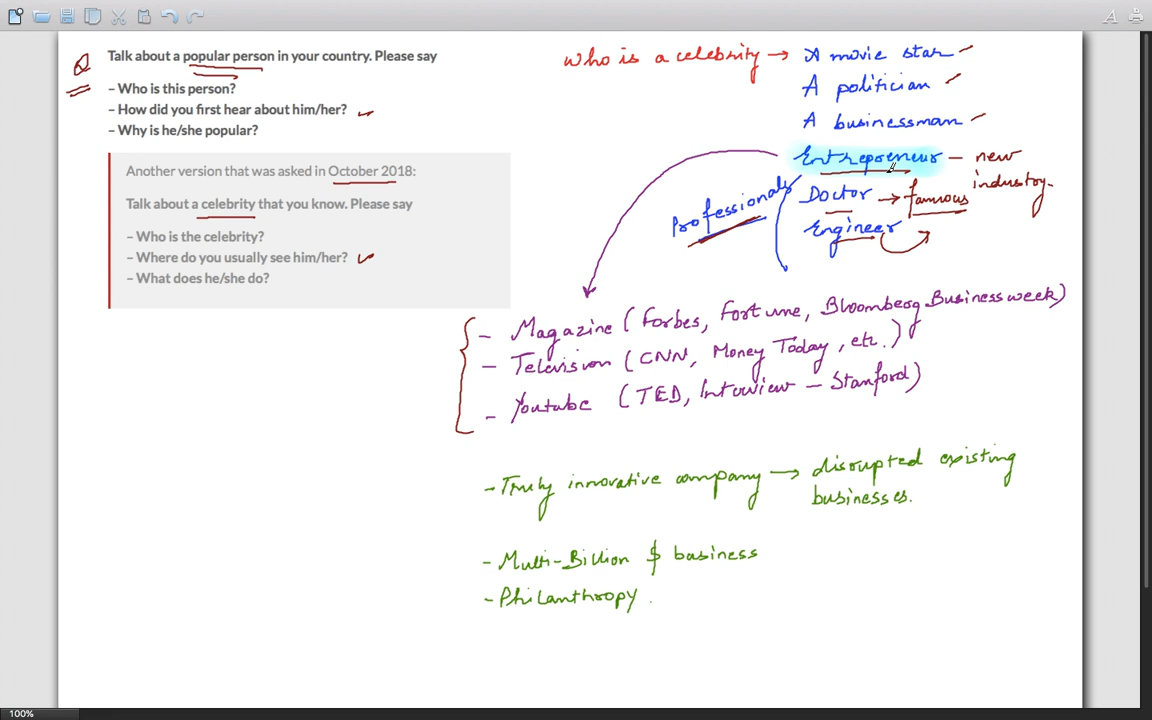 Talk about a popular person in your country. Please say
– Who is this person?
– How did you first hear about him/her?
– Why is he/she popular?
Another version that was asked in October 2018:
Talk about a celebrity that you know. Please say
– Who is the celebrity?
– Where do you usually see him/her?
– What does he/she do?
Who is a celebrity → A movie star
A politician
A businessman
Entrepreneur – new industry.
Professionals
Doctor → famous
Engineer
- Magazine (Forbes, Fortune, Bloomberg Businessweek)
- Television (CNN, Money Today, etc.)
- Youtube (TED, Interview – Stanford)
- Truly innovative company → disrupted existing
businesses.
- Multi-Billion $ business
- Philanthropy.
100%